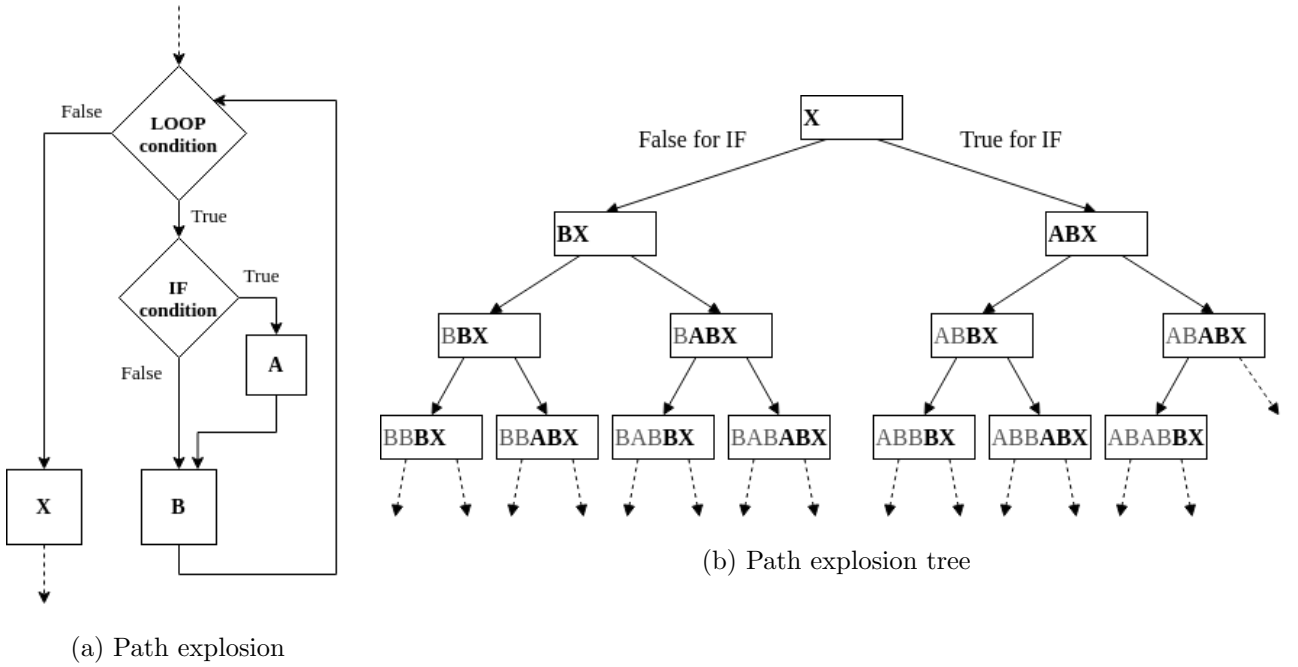 False
LOOP
condition
True
True
IF
condition
A
False
X
B
(a) Path explosion
X
False for IF
True for IF
BX
ABX
BBX
BABX
ABBX
ABABX
BBBX
BBABX
BABBX
BABABX
ABBBX
ABBABX
ABABBX
(b) Path explosion tree